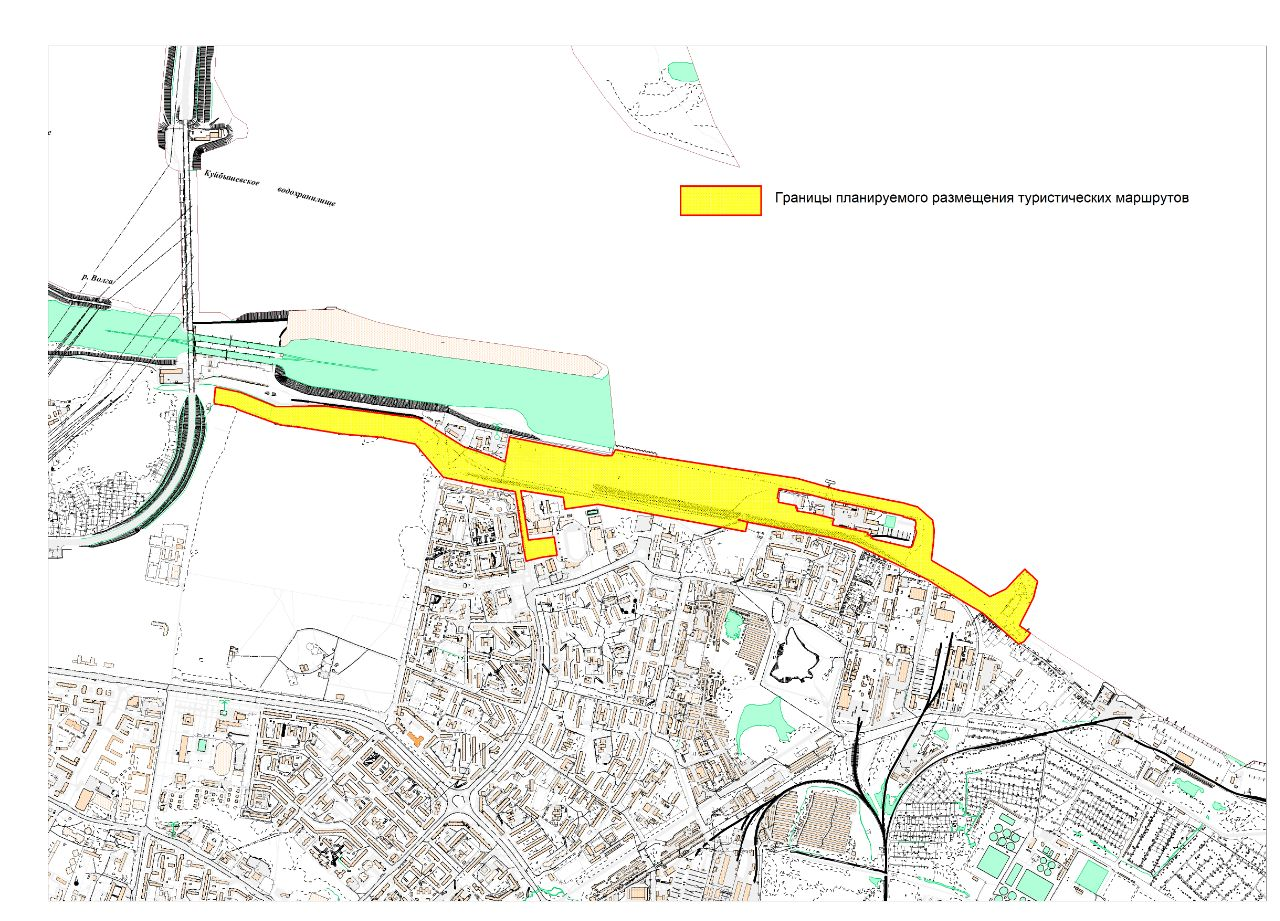 е
Куйбышевское водохранилище
Границы планируемого размещения туристических маршрутов
р. Волга